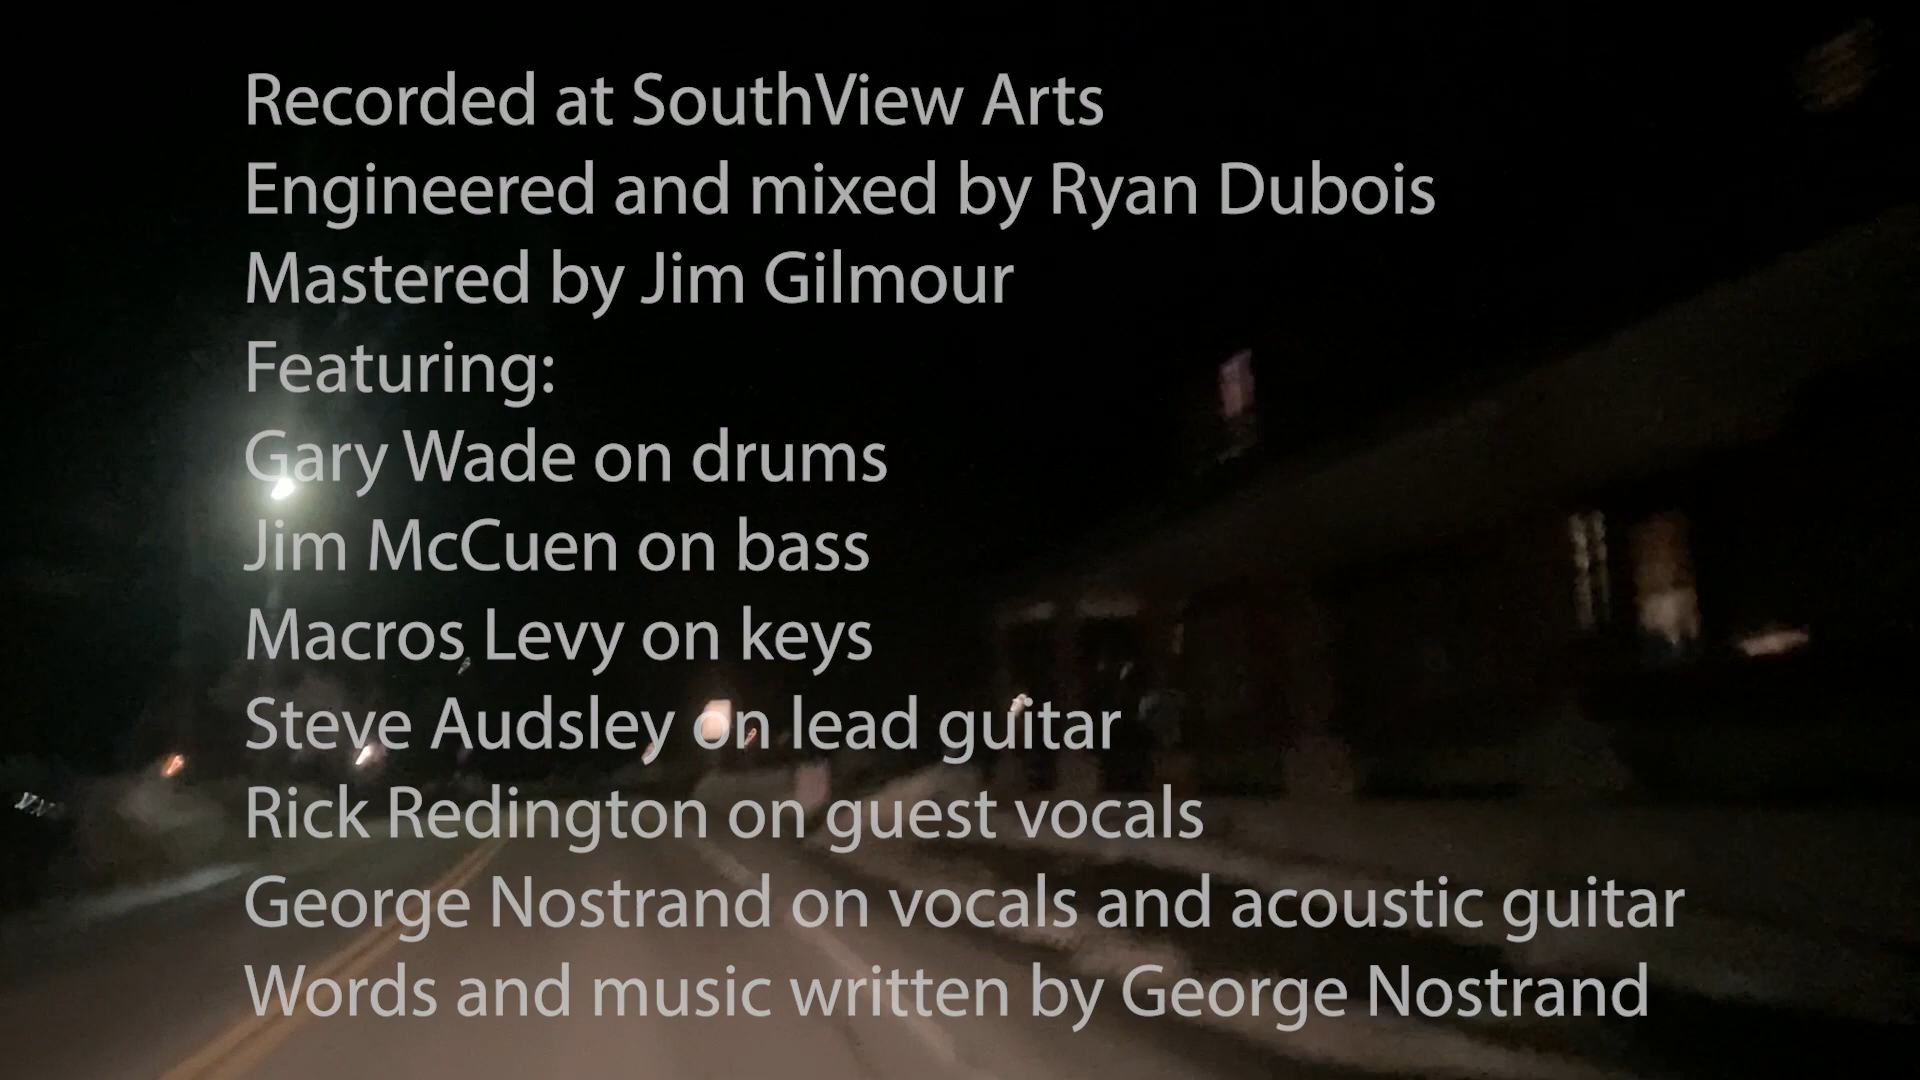 Recorded at SouthView Arts
Engineered and mixed by Ryan Dubois
Mastered by Jim Gilmour
Featuring:
Gary Wade on drums
Jim McCuen on bass
Macros Levy on keys
Steve Audsley on lead guitar
Rick Redington on guest vocals
George Nostrand on vocals and acoustic guitar
Words and music written by George Nostrand